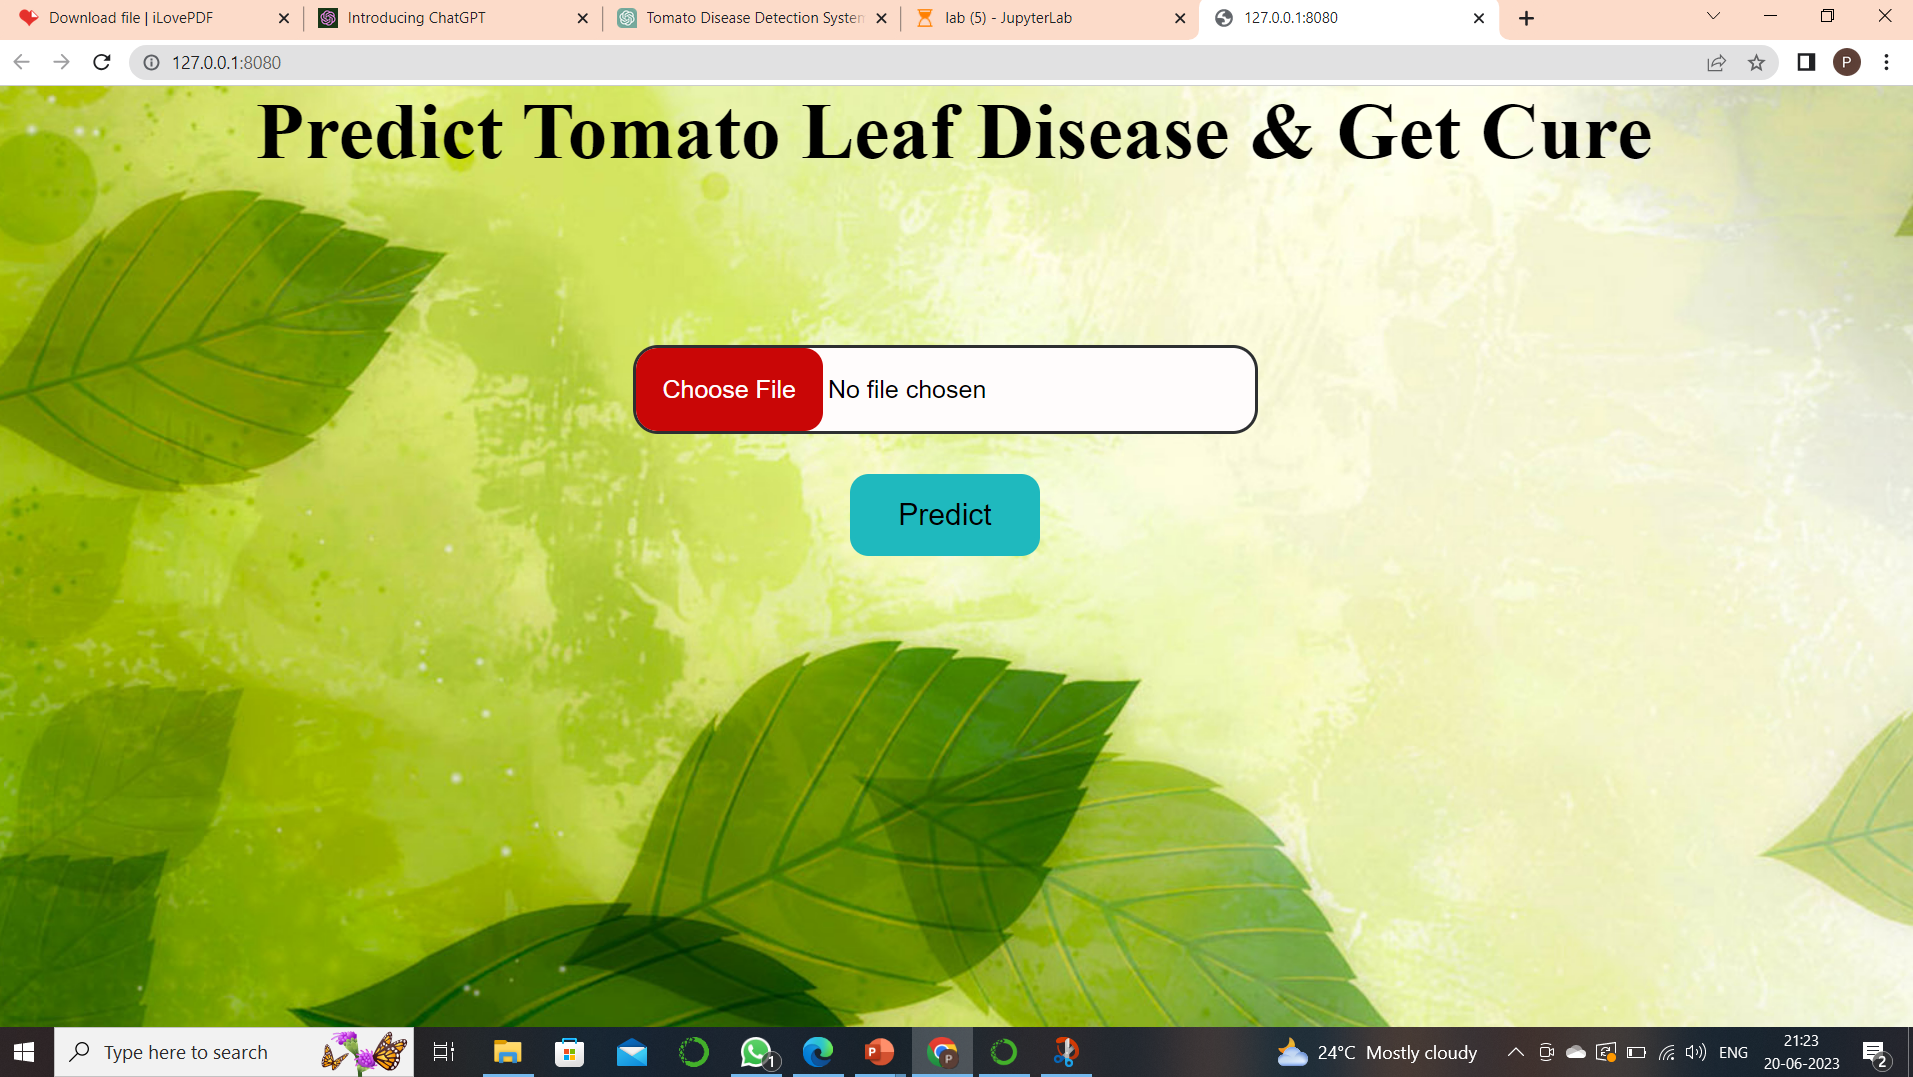 Download file | iLovePDF
Introducing ChatGPT
Tomato Disease Detection System
lab (5) - JupyterLab
127.0.0.1:8080
127.0.0.1:8080
P
Predict Tomato Leaf Disease & Get Cure
Choose File No file chosen
Predict
Type here to search
1
P
P
24°C Mostly cloudy
ENG
21:23
20-06-2023
2